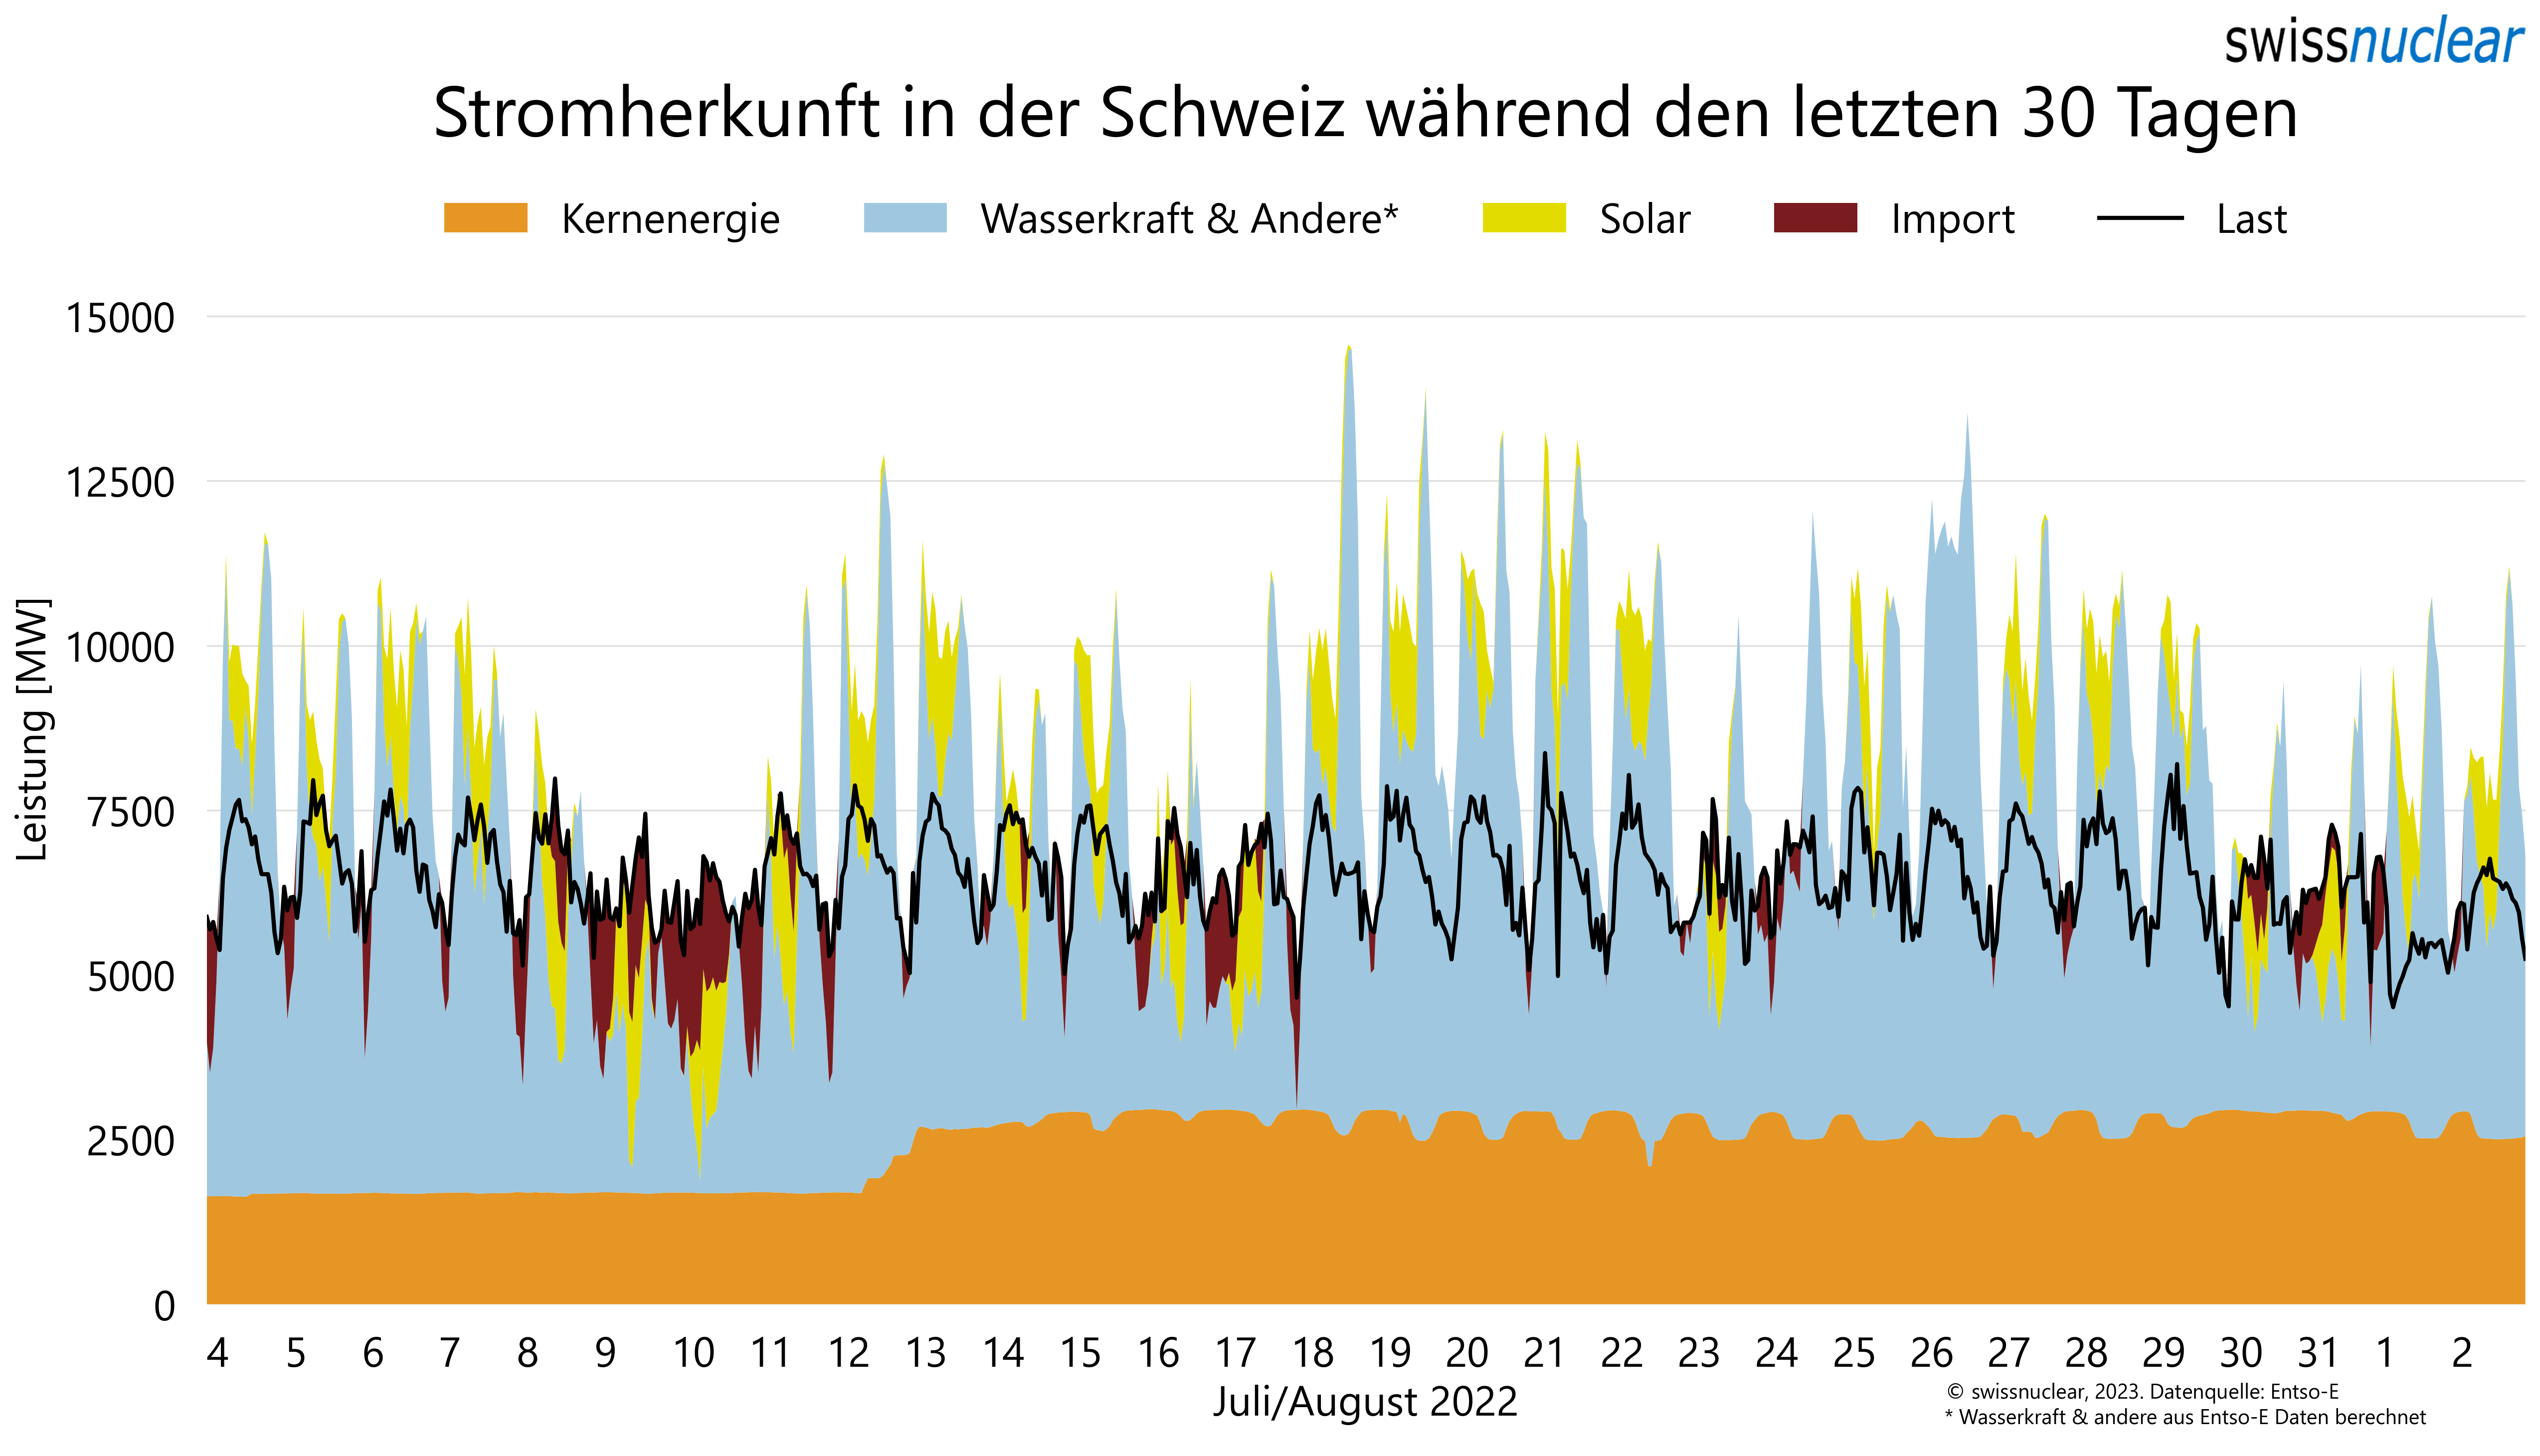 swissnuclear
Stromherkunft in der Schweiz während den letzten 30 Tagen
Kernenergie Wasserkraft & Andere* Solar Import Last
Leistung [MW]
15000
12500
10000
7500
5000
2500
0
4 5 6 7 8 9 10 11 12 13 14 15 16 17 18 19 20 21 22 23 24 25 26 27 28 29 30 31 1 2
Juli/August 2022
© swissnuclear, 2023. Datenquelle: Entso-E
* Wasserkraft & andere aus Entso-E Daten berechnet